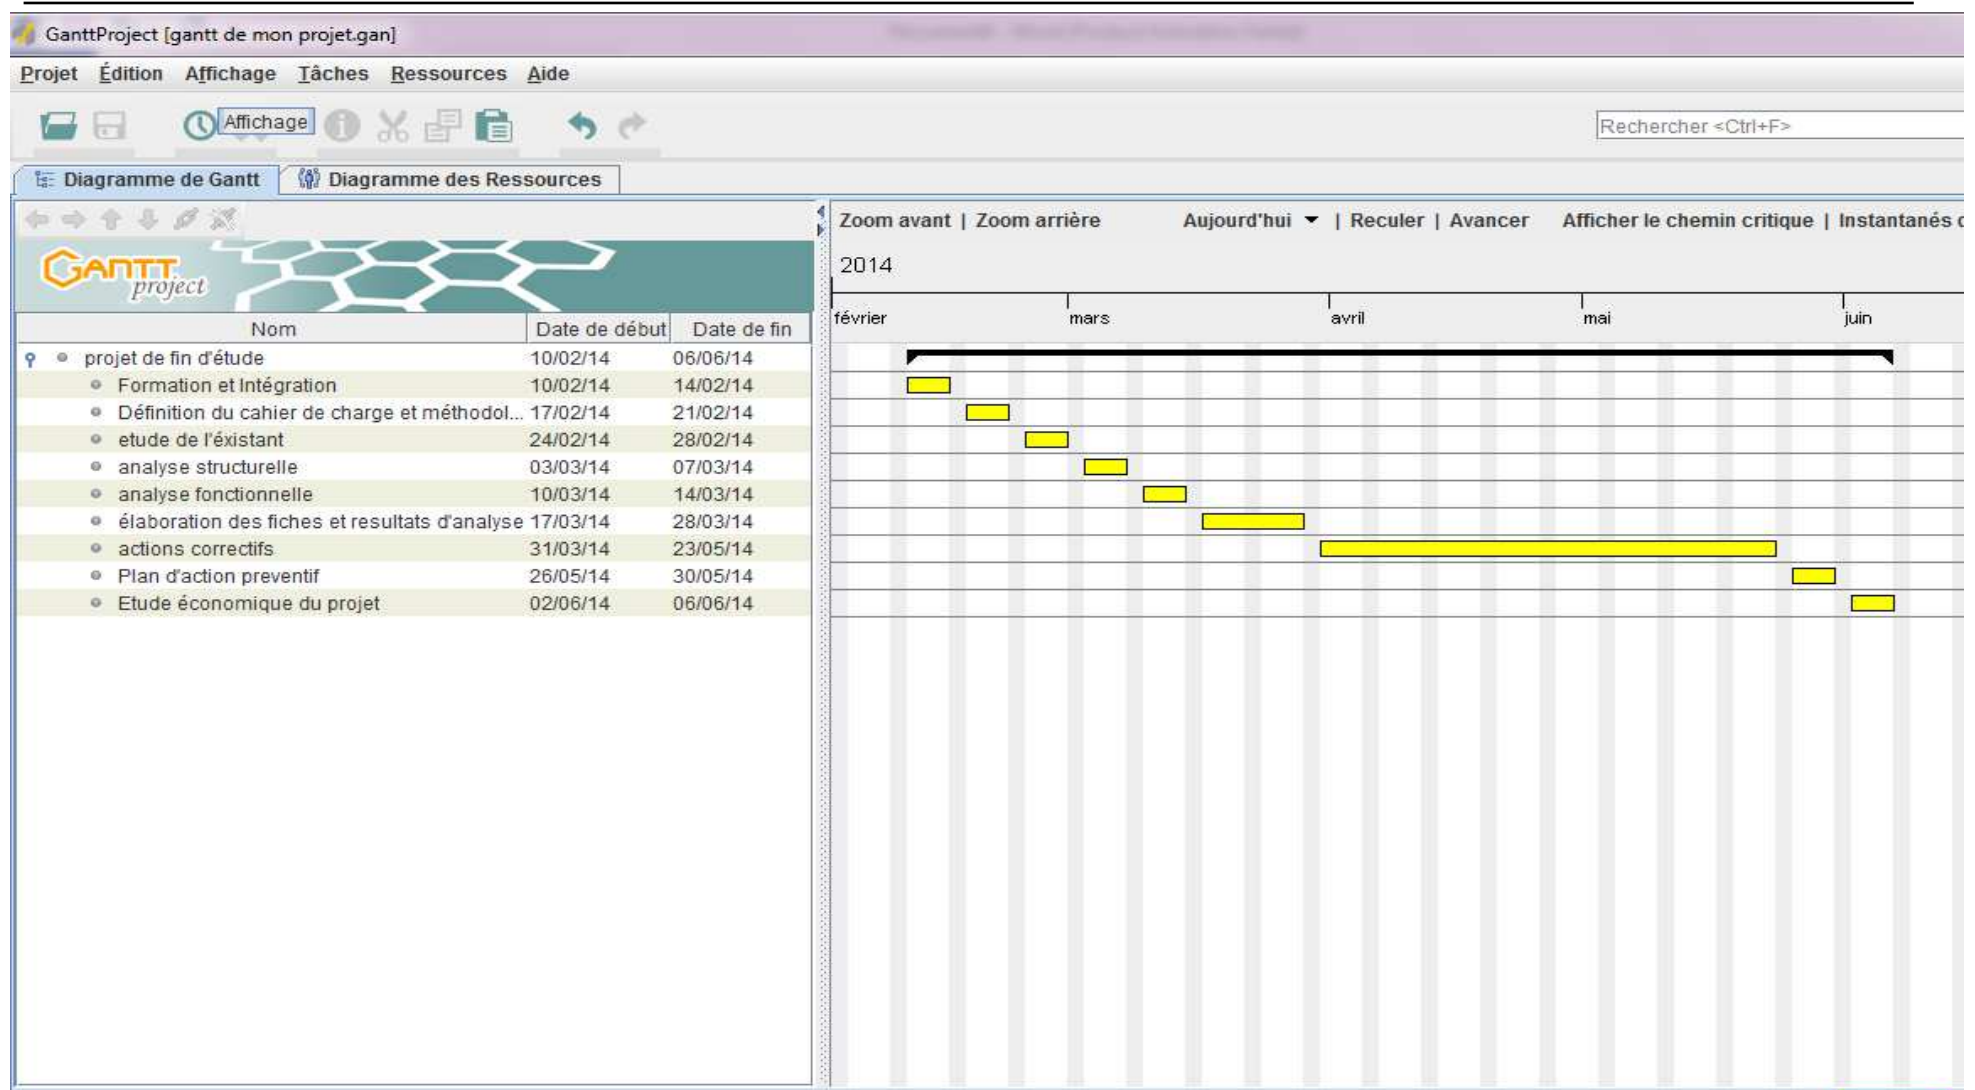 GanttProject [gantt de mon projet.gan]
Projet Édition Affichage Tâches Ressources Aide
Affichage
Rechercher <Ctrl+F>
Diagramme de Gantt Diagramme des Ressources
Zoom avant | Zoom arrière Aujourd'hui | Reculer | Avancer Afficher le chemin critique | Instantanés
GANTT project
2014
février mars avril mai juin
Nom Date de début Date de fin
projet de fin d'étude 10/02/14 06/06/14
Formation et Intégration 10/02/14 14/02/14
Définition du cahier de charge et méthodol... 17/02/14 21/02/14
etude de l'éxistant 24/02/14 28/02/14
analyse structurelle 03/03/14 07/03/14
analyse fonctionnelle 10/03/14 14/03/14
élaboration des fiches et resultats d'analyse 17/03/14 28/03/14
actions correctifs 31/03/14 23/05/14
Plan d'action preventif 26/05/14 30/05/14
Etude économique du projet 02/06/14 06/06/14